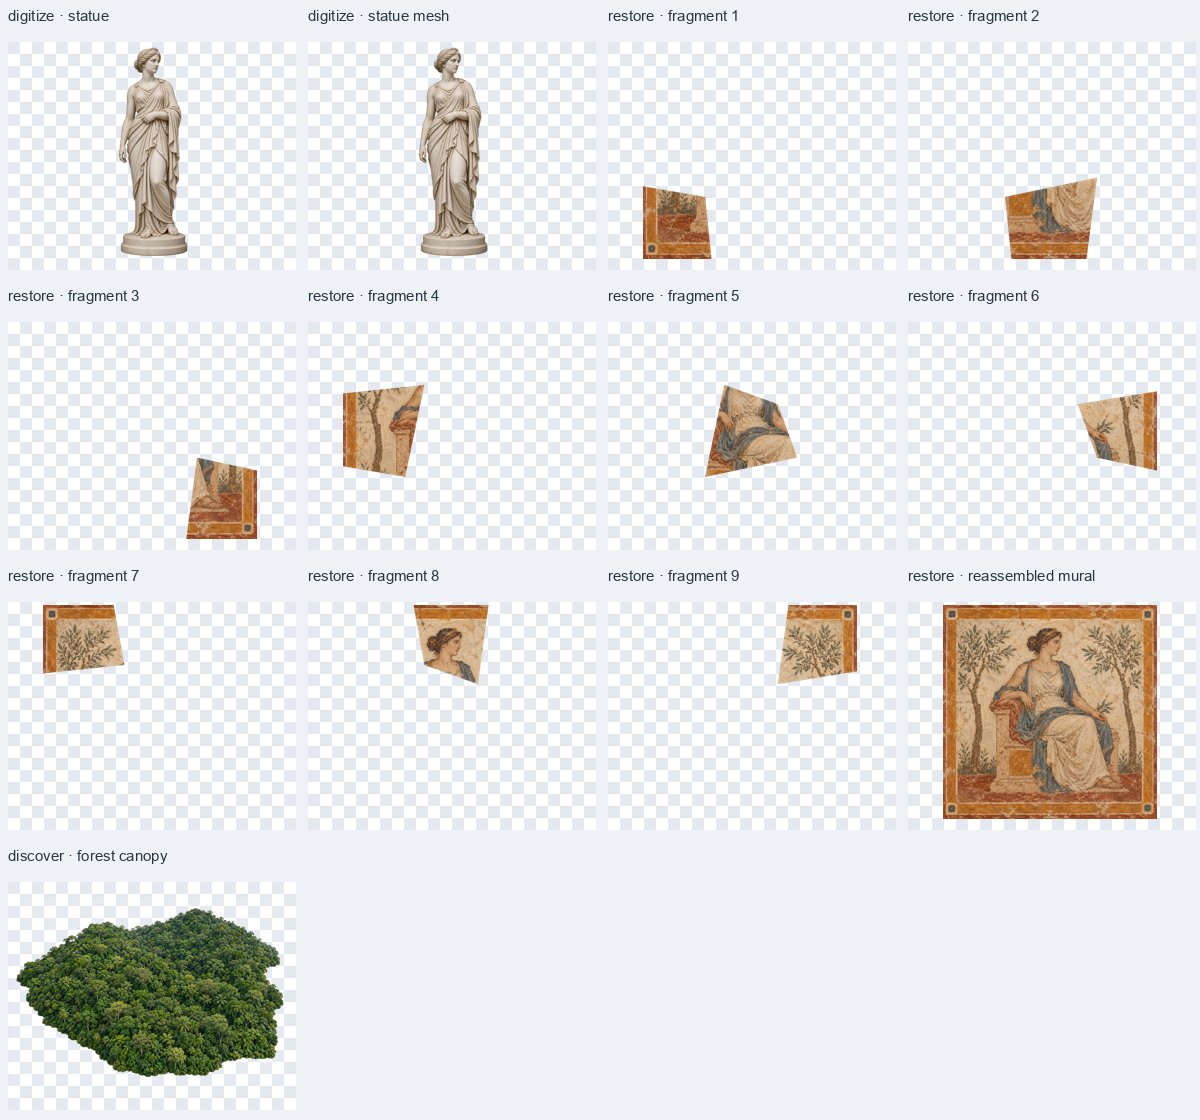 digitize · statue
digitize · statue mesh
restore · fragment 1
restore · fragment 2
restore · fragment 3
restore · fragment 4
restore · fragment 5
restore · fragment 6
restore · fragment 7
restore · fragment 8
restore · fragment 9
restore · reassembled mural
discover · forest canopy